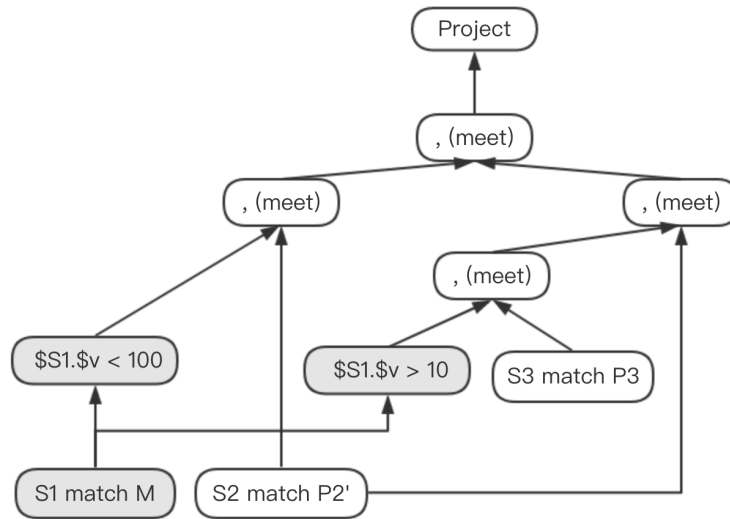 Project
, (meet)
, (meet)
, (meet)
, (meet)
$S1.$v < 100
$S1.$v > 10
S3 match P3
S1 match M
S2 match P2'